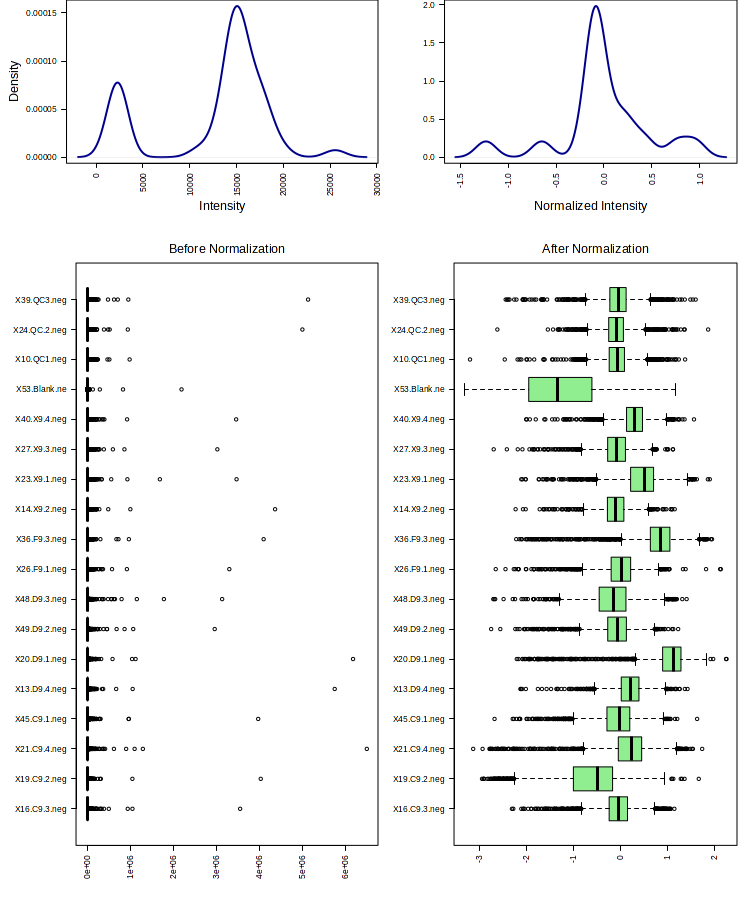 0.00015
0.00010
0.00005
0.00000
Density
0
5000
10000
15000
20000
25000
30000
Intensity
2.0
1.5
1.0
0.5
0.0
-1.5
-1.0
-0.5
0.0
0.5
1.0
Normalized Intensity
Before Normalization
X39.QC3.neg
X24.QC.2.neg
X10.QC1.neg
X53.Blank.ne
X40.X9.4.neg
X27.X9.3.neg
X23.X9.1.neg
X14.X9.2.neg
X36.F9.3.neg
X26.F9.1.neg
X48.D9.3.neg
X49.D9.2.neg
X20.D9.1.neg
X13.D9.4.neg
X45.C9.1.neg
X21.C9.4.neg
X19.C9.2.neg
X16.C9.3.neg
0e+00
1e+06
2e+06
3e+06
4e+06
5e+06
6e+06
After Normalization
X39.QC3.neg
X24.QC.2.neg
X10.QC1.neg
X53.Blank.ne
X40.X9.4.neg
X27.X9.3.neg
X23.X9.1.neg
X14.X9.2.neg
X36.F9.3.neg
X26.F9.1.neg
X48.D9.3.neg
X49.D9.2.neg
X20.D9.1.neg
X13.D9.4.neg
X45.C9.1.neg
X21.C9.4.neg
X19.C9.2.neg
X16.C9.3.neg
-3
-2
-1
0
1
2